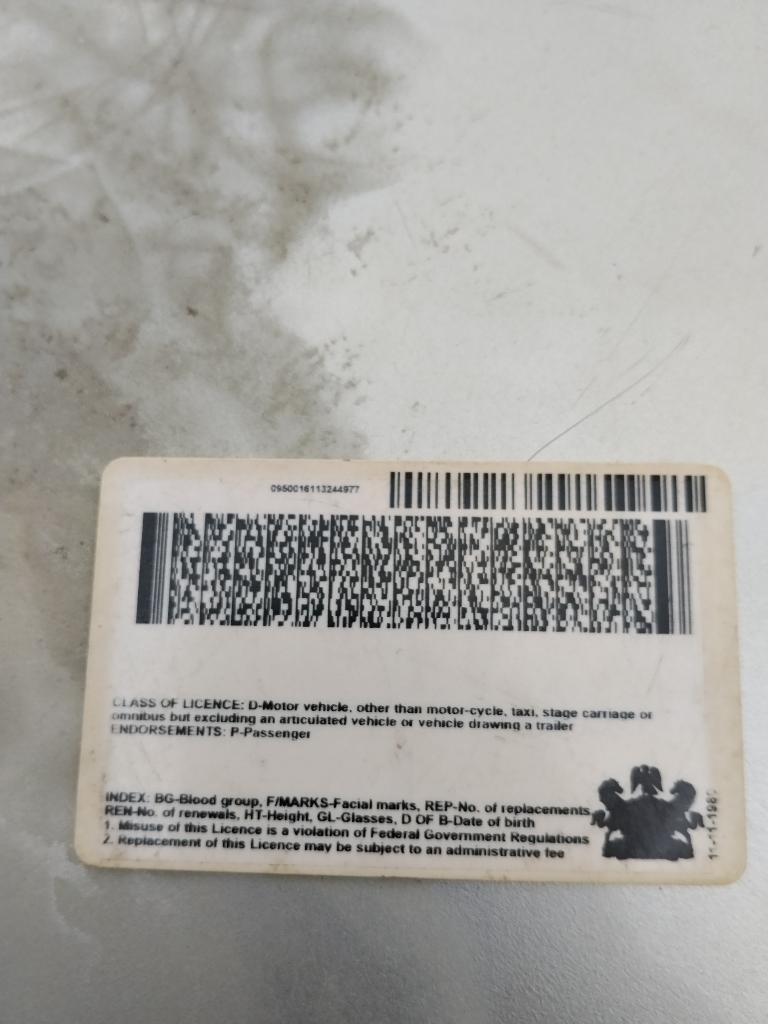 0950016113244977
CLASS OF LICENCE: D-Motor vehicle, other than motor-cycle, taxi, stage carriage or
omnibus but excluding an articulated vehicle or vehicle drawing a trailer
ENDORSEMENTS: P-Passenger
INDEX: BG-Blood group, F/MARKS-Facial marks, REP-No. of replacements,
REN-No. of renewals, HT-Height, GL-Glasses, D OF B-Date of birth
1. Misuse of this Licence is a violation of Federal Government Regulations
2. Replacement of this Licence may be subject to an administrative fee